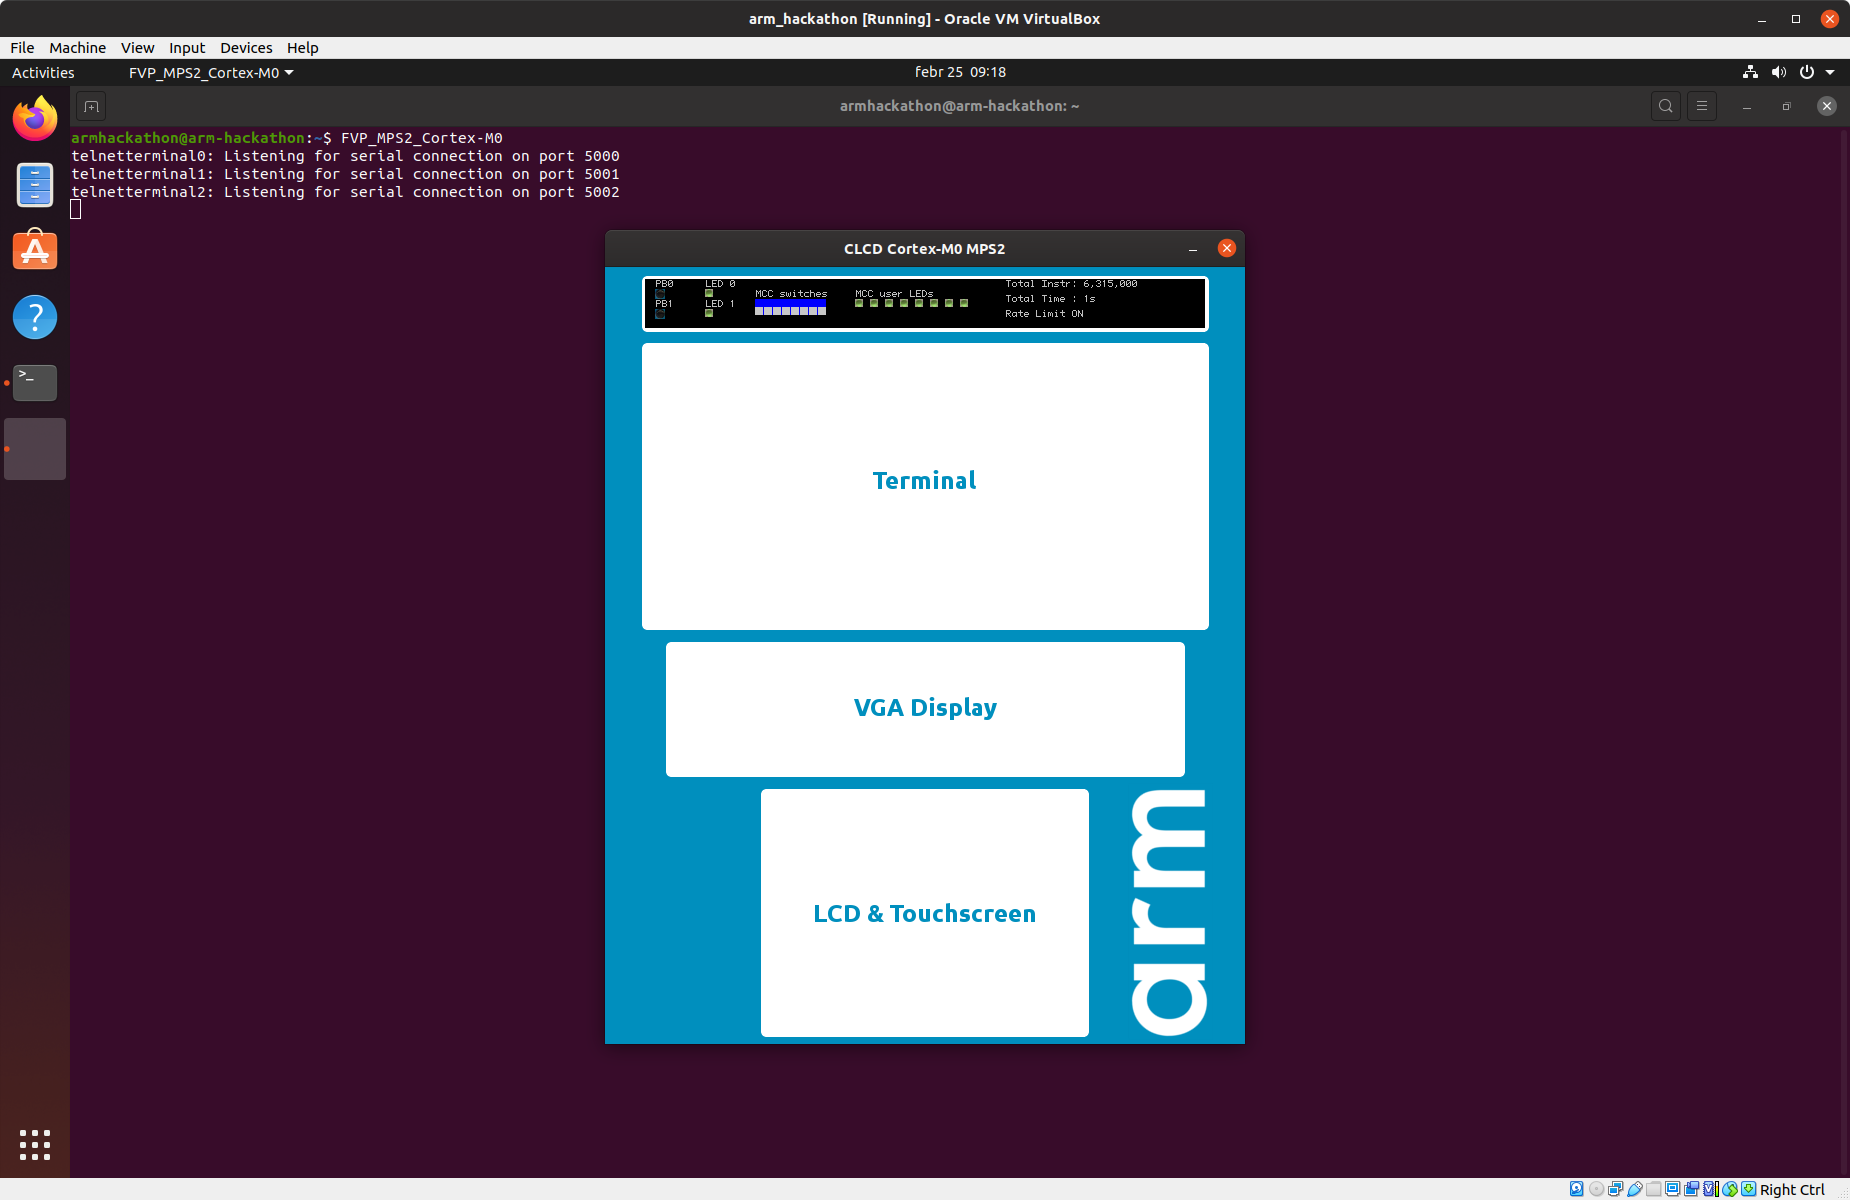 arm_hackathon [Running] - Oracle VM VirtualBox
File Machine View Input Devices Help
Activities FVP_MPS2_Cortex-M0 febr 25 09:18
armhackathon@arm-hackathon: ~
armhackathon@arm-hackathon:~$ FVP_MPS2_Cortex-M0
telnetterminal0: Listening for serial connection on port 5000
telnetterminal1: Listening for serial connection on port 5001
telnetterminal2: Listening for serial connection on port 5002
CLCD Cortex-M0 MPS2
PB0 LED 0 Total Instr: 6,315,000
MCC switches MCC user LEDs
Total Time : 1s
PB1 LED 1
Rate Limit ON
Terminal
VGA Display
LCD & Touchscreen
arm
Right Ctrl